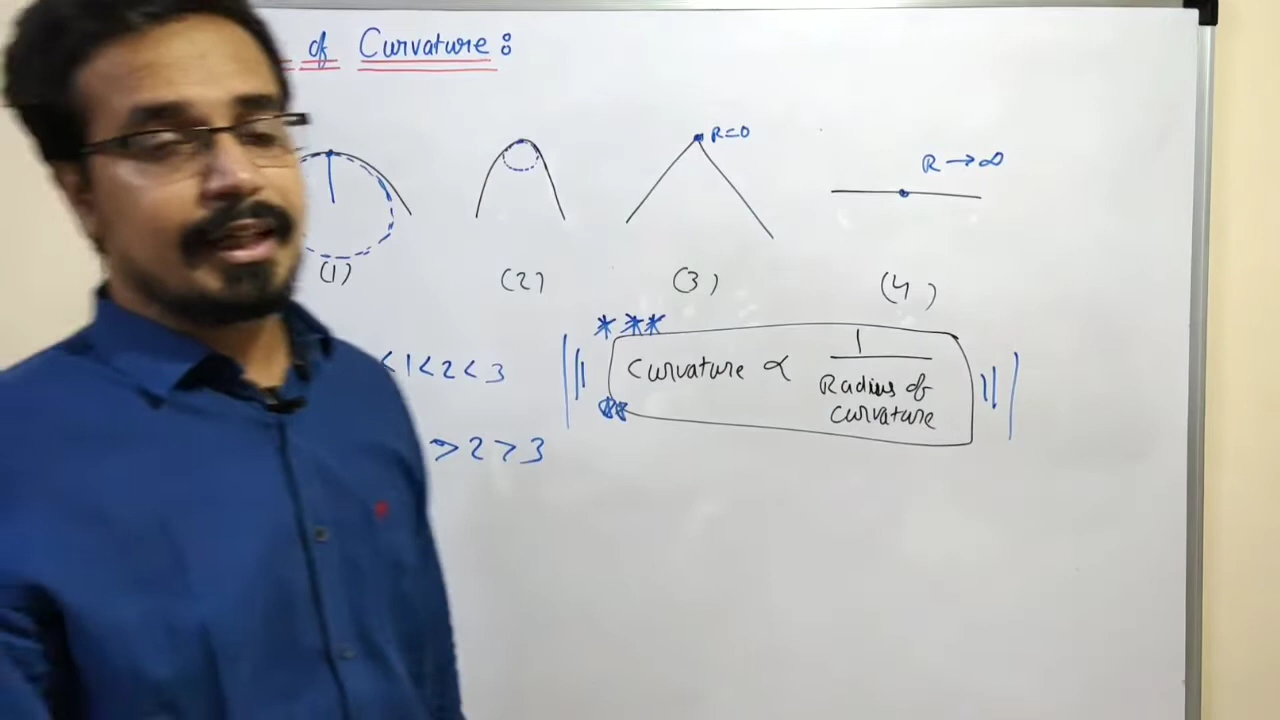 of Curvature :
R=0
R → ∞
(1) (2) (3) (4)
*** 
< 1 < 2 < 3
Curvature ∝ 1 / Radius of curvature
**
> 2 > 3